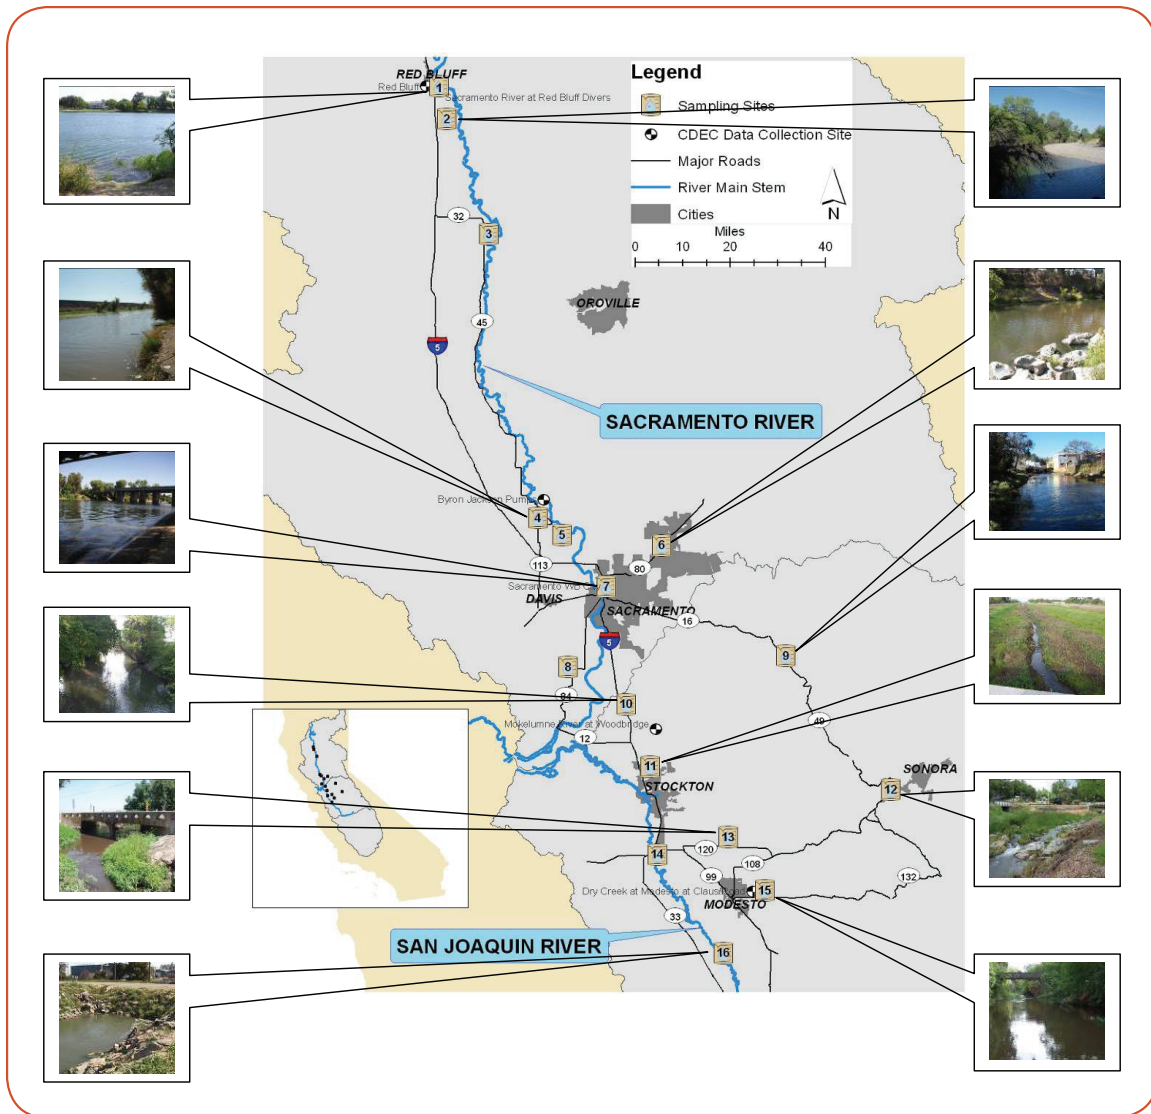 RED BLUFF
Red Bluff
1
Sacramento River at Red Bluff Divers
2
Legend
Sampling Sites
CDEC Data Collection Site
Major Roads
River Main Stem
Cities
N
Miles
0 10 20 40
32
3
OROVILLE
45
5
SACRAMENTO RIVER
Byron Jackson Pumps
4
5
6
113
80
Sacramento WB
7
DAVIS
SACRAMENTO
16
5
8
9
84
10
Mokelumne River at Woodbridge
12
49
11
STOCKTON
SONORA
12
13
14
120
108
99
132
Dry Creek at Modesto at Claus Road
15
MODESTO
33
SAN JOAQUIN RIVER
16